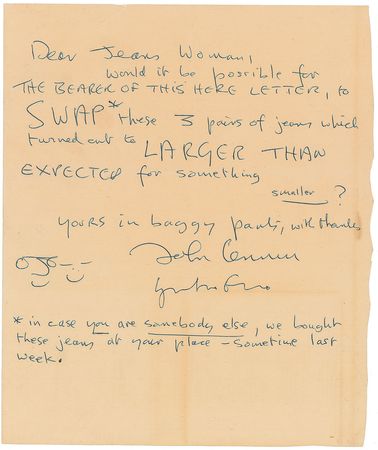 Dear Jeans Woman,
would it be possible for
THE BEARER OF THIS HERE LETTER, to
SWAP* these 3 pairs of jeans which
turned out to LARGER THAN
EXPECTED for something
smaller ?
yours in baggy pants, with thanks
John Lennon
Yoko Ono
* in case you are somebody else, we bought
these jeans at your place – sometime last
week.